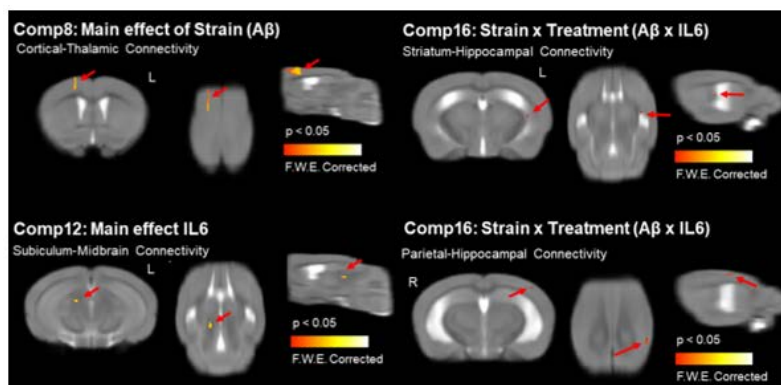 Comp8: Main effect of Strain (Aβ)
Cortical-Thalamic Connectivity
L
p < 0.05
F.W.E. Corrected
Comp16: Strain x Treatment (Aβ x IL6)
Striatum-Hippocampal Connectivity
L
p < 0.05
F.W.E. Corrected
Comp12: Main effect IL6
Subiculum-Midbrain Connectivity
L
p < 0.05
F.W.E. Corrected
Comp16: Strain x Treatment (Aβ x IL6)
Parietal-Hippocampal Connectivity
R
p < 0.05
F.W.E. Corrected